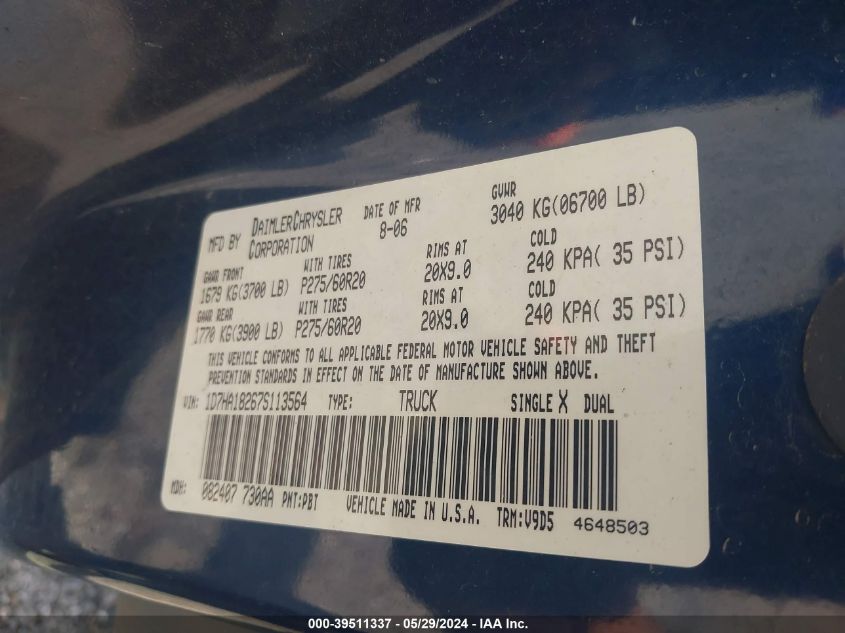 MFD BY DAIMLERCHRYSLER CORPORATION
DATE OF MFR 8-06
GVWR 3040 KG(06700 LB)
GAWR FRONT WITH TIRES RIMS AT COLD
1679 KG(3700 LB) P275/60R20 20X9.0 240 KPA( 35 PSI)
GAWR REAR WITH TIRES RIMS AT COLD
1770 KG(3900 LB) P275/60R20 20X9.0 240 KPA( 35 PSI)
THIS VEHICLE CONFORMS TO ALL APPLICABLE FEDERAL MOTOR VEHICLE SAFETY AND THEFT
PREVENTION STANDARDS IN EFFECT ON THE DATE OF MANUFACTURE SHOWN ABOVE.
VIN: 1D7HA18267S113564 TYPE: TRUCK SINGLE X DUAL
MDH: 082407 730AA PNT:PBT VEHICLE MADE IN U.S.A. TRM:V9D5 4648503
000-39511337 - 05/29/2024 - IAA Inc.